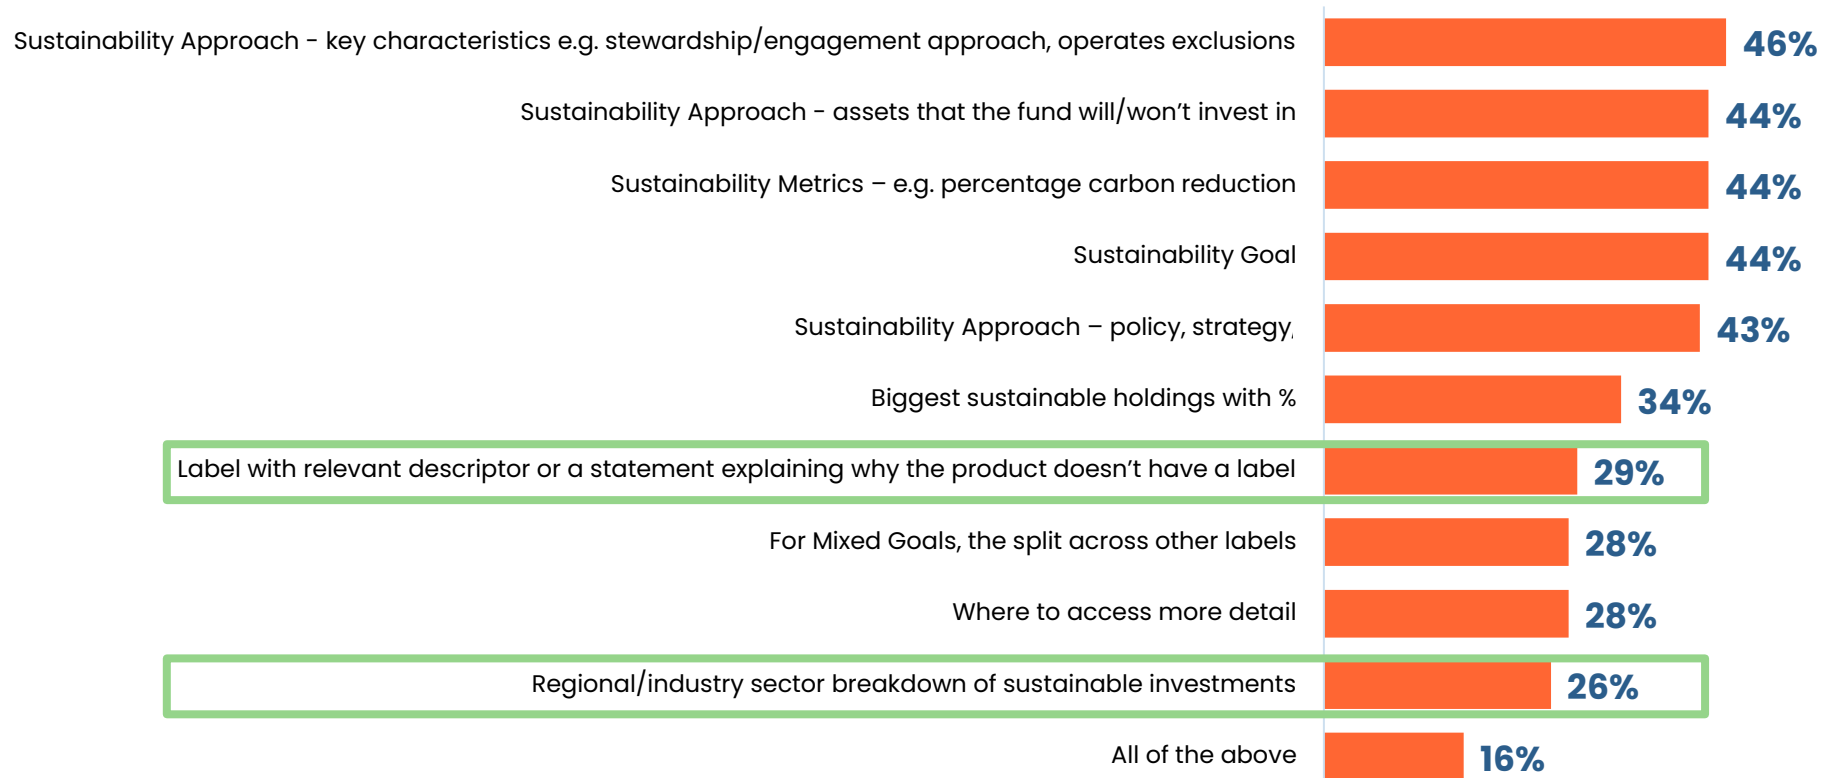 Sustainability Approach - key characteristics e.g. stewardship/engagement approach, operates exclusions 46%
Sustainability Approach - assets that the fund will/won’t invest in 44%
Sustainability Metrics – e.g. percentage carbon reduction 44%
Sustainability Goal 44%
Sustainability Approach – policy, strategy, 43%
Biggest sustainable holdings with % 34%
Label with relevant descriptor or a statement explaining why the product doesn’t have a label 29%
For Mixed Goals, the split across other labels 28%
Where to access more detail 28%
Regional/industry sector breakdown of sustainable investments 26%
All of the above 16%